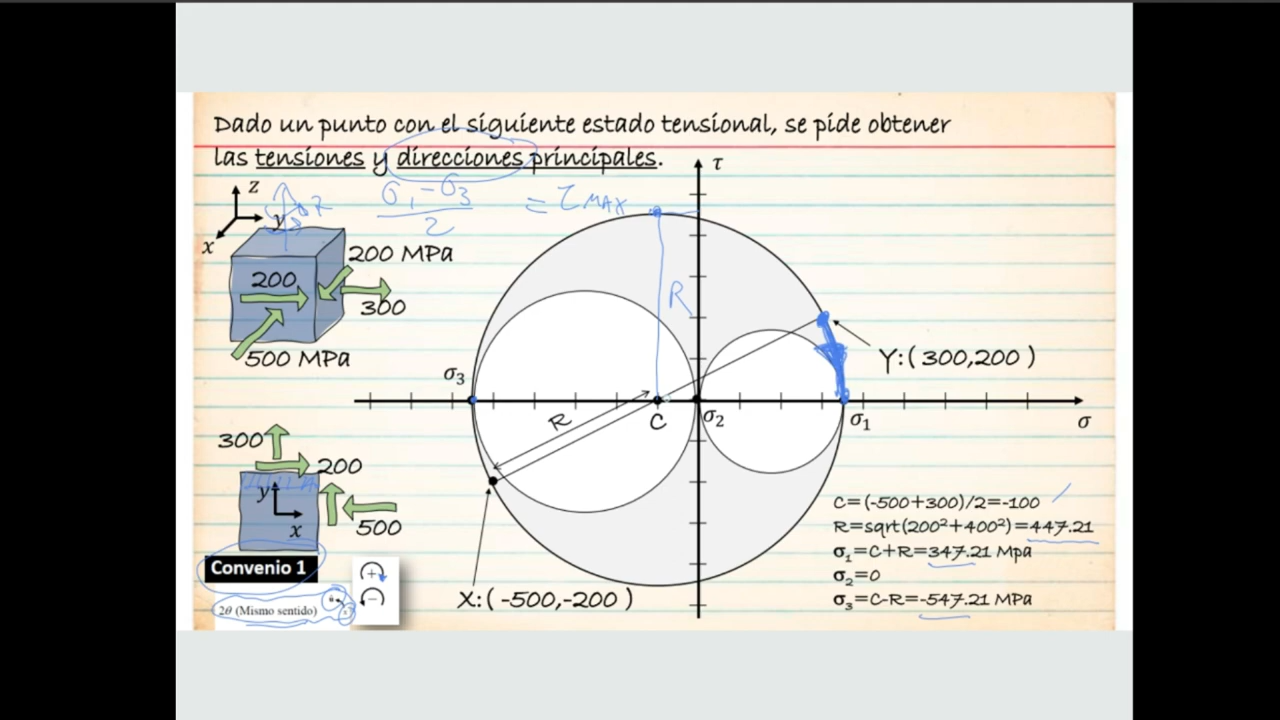 Dado un punto con el siguiente estado tensional, se pide obtener
las tensiones y direcciones principales.
τ
z
y
x
σ₁-σ₃
2
= τ MAX
200 MPa
200
300
500 MPa
R
Y:(300,200)
σ₃
R
C
σ₂
σ₁
σ
300
200
y
x
500
Convenio 1
2θ (Mismo sentido)
+
−
X:(-500,-200)
C=(-500+300)/2=-100
R=sqrt(200²+400²)=447.21
σ₁=C+R=347.21 Mpa
σ₂=0
σ₃=C-R=-547.21 MPa